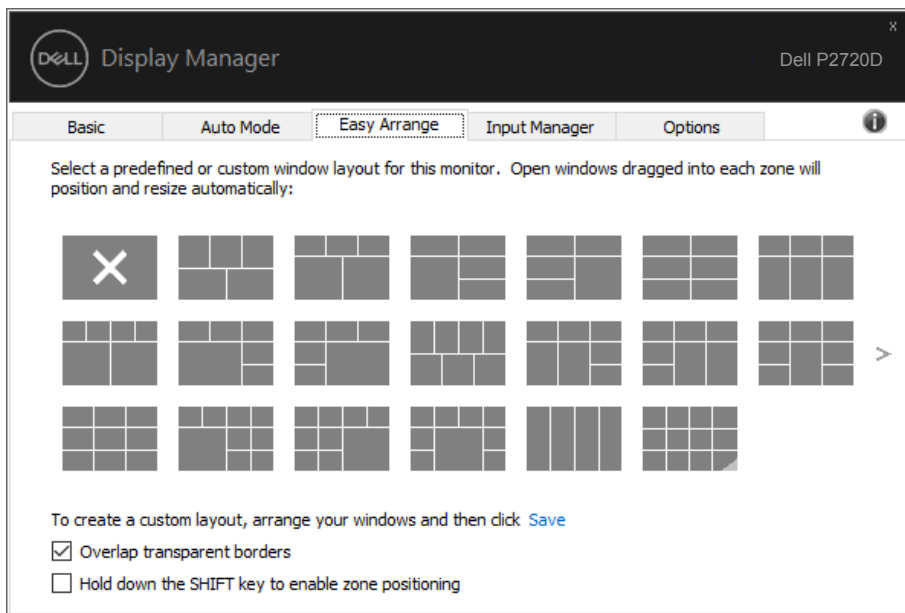 x
DELL Display Manager
Dell P2720D
Basic Auto Mode Easy Arrange Input Manager Options
Select a predefined or custom window layout for this monitor. Open windows dragged into each zone will
position and resize automatically:
>
To create a custom layout, arrange your windows and then click Save
Overlap transparent borders
Hold down the SHIFT key to enable zone positioning